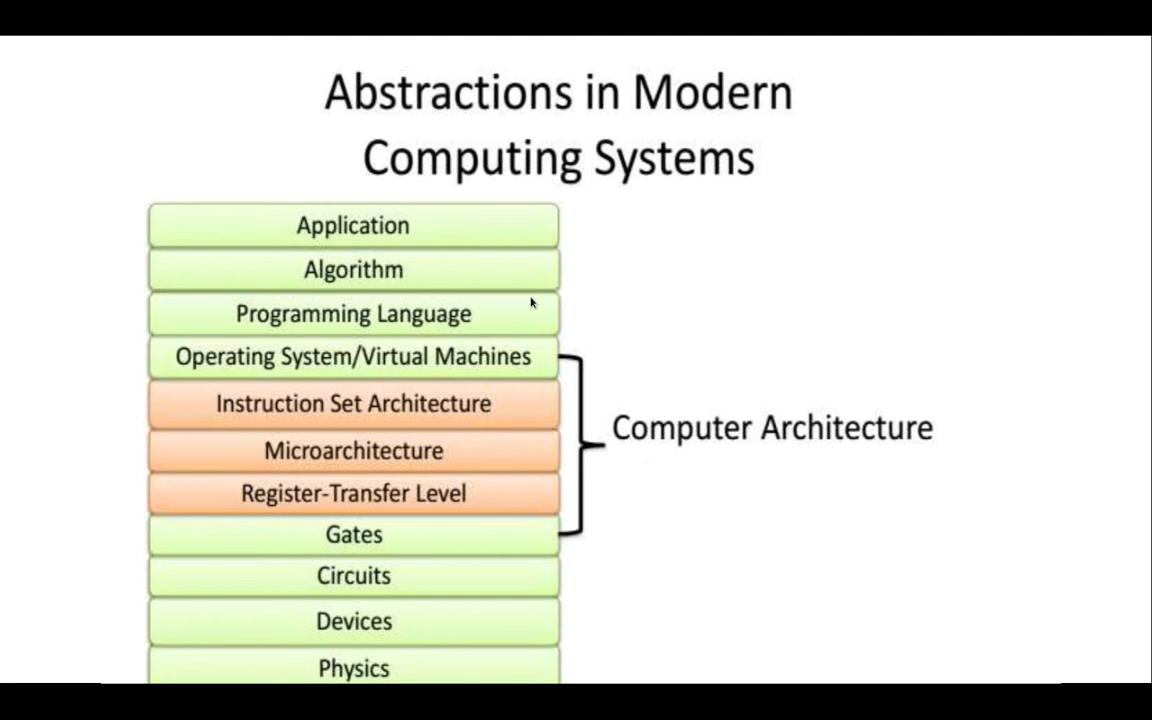 Abstractions in Modern
Computing Systems
Application
Algorithm
Programming Language
Operating System/Virtual Machines
Instruction Set Architecture
Microarchitecture
Register-Transfer Level
Gates
Circuits
Devices
Physics
Computer Architecture